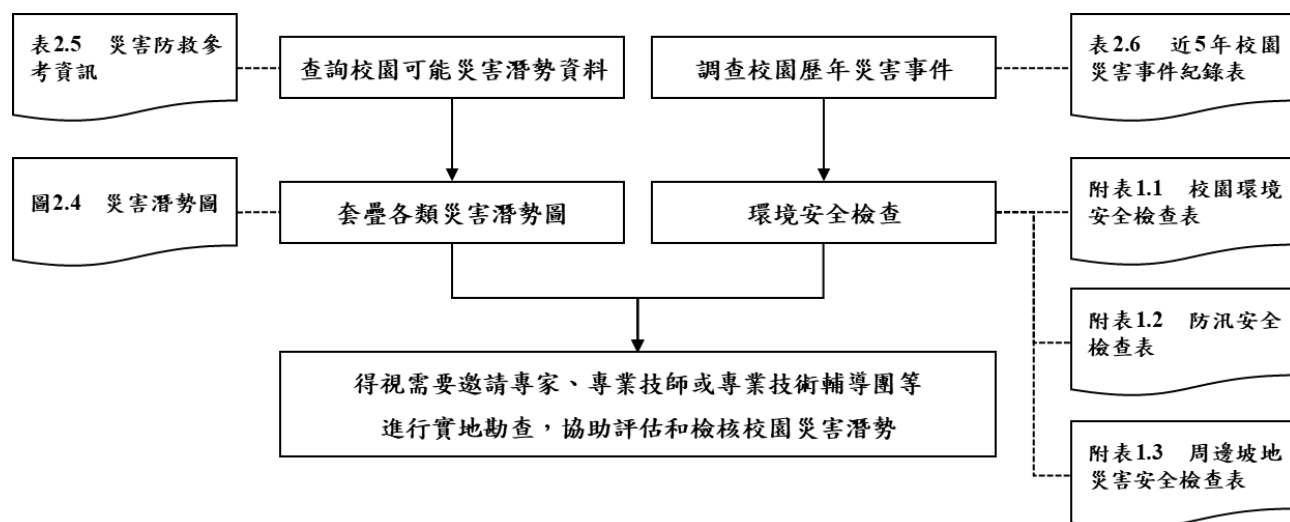 表2.5 災害防救參
考資訊
查詢校園可能災害潛勢資料
調查校園歷年災害事件
表2.6 近5年校園
災害事件紀錄表
圖2.4 災害潛勢圖
套疊各類災害潛勢圖
環境安全檢查
附表1.1 校園環境
安全檢查表
附表1.2 防汛安全
檢查表
得視需要邀請專家、專業技師或專業技術輔導團等
進行實地勘查，協助評估和檢核校園災害潛勢
附表1.3 周邊坡地
災害安全檢查表